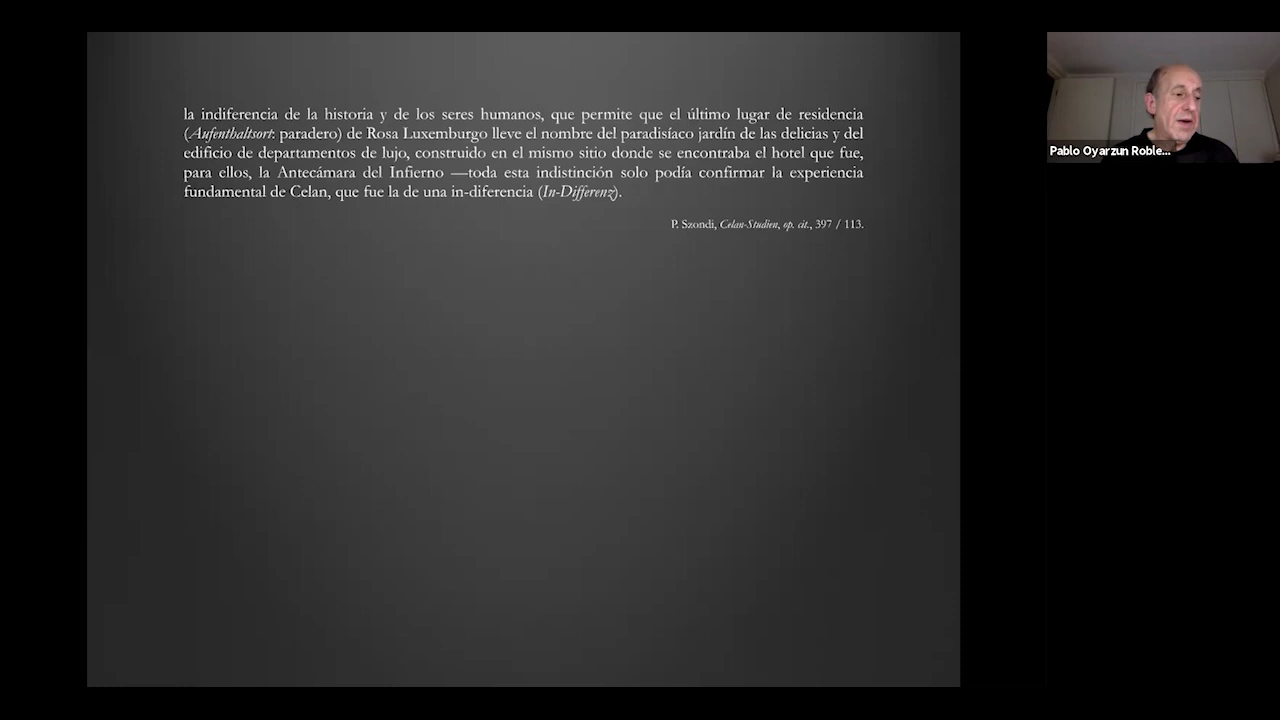 la indiferencia de la historia y de los seres humanos, que permite que el último lugar de residencia
(Aufenthaltsort: paradero) de Rosa Luxemburgo lleve el nombre del paradisíaco jardín de las delicias y del
edificio de departamentos de lujo, construido en el mismo sitio donde se encontraba el hotel que fue,
para ellos, la Antecámara del Infierno —toda esta indistinción solo podía confirmar la experiencia
fundamental de Celan, que fue la de una in-diferencia (In-Differenz).
P. Szondi, Celan-Studien, op. cit., 397 / 113.
Pablo Oyarzun Roble...